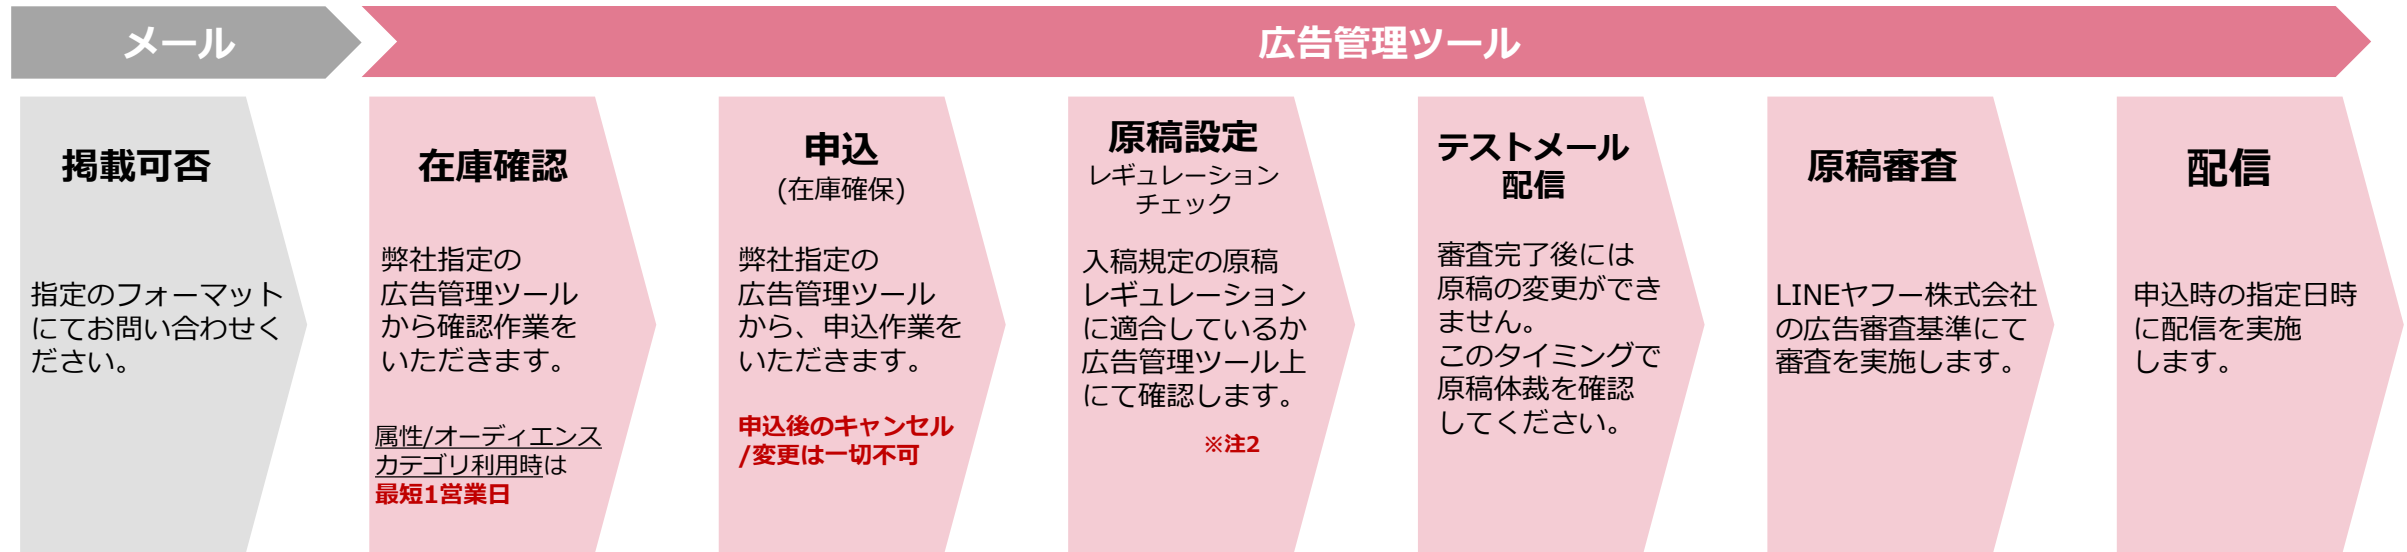 メール
広告管理ツール
掲載可否
指定のフォーマット
にてお問い合わせく
ださい。
在庫確認
弊社指定の
広告管理ツール
から確認作業を
いただきます。
属性/オーディエンス
カテゴリ利用時は
最短1営業日
申込
(在庫確保)
弊社指定の
広告管理ツール
から、申込作業を
いただきます。
申込後のキャンセル
/変更は一切不可
原稿設定
レギュレーション
チェック
入稿規定の原稿
レギュレーション
に適合しているか
広告管理ツール上
にて確認します。
※注2
テストメール
配信
審査完了後には
原稿の変更ができ
ません。
このタイミングで
原稿体裁を確認
してください。
原稿審査
LINEヤフー株式会社
の広告審査基準にて
審査を実施します。
配信
申込時の指定日時
に配信を実施
します。